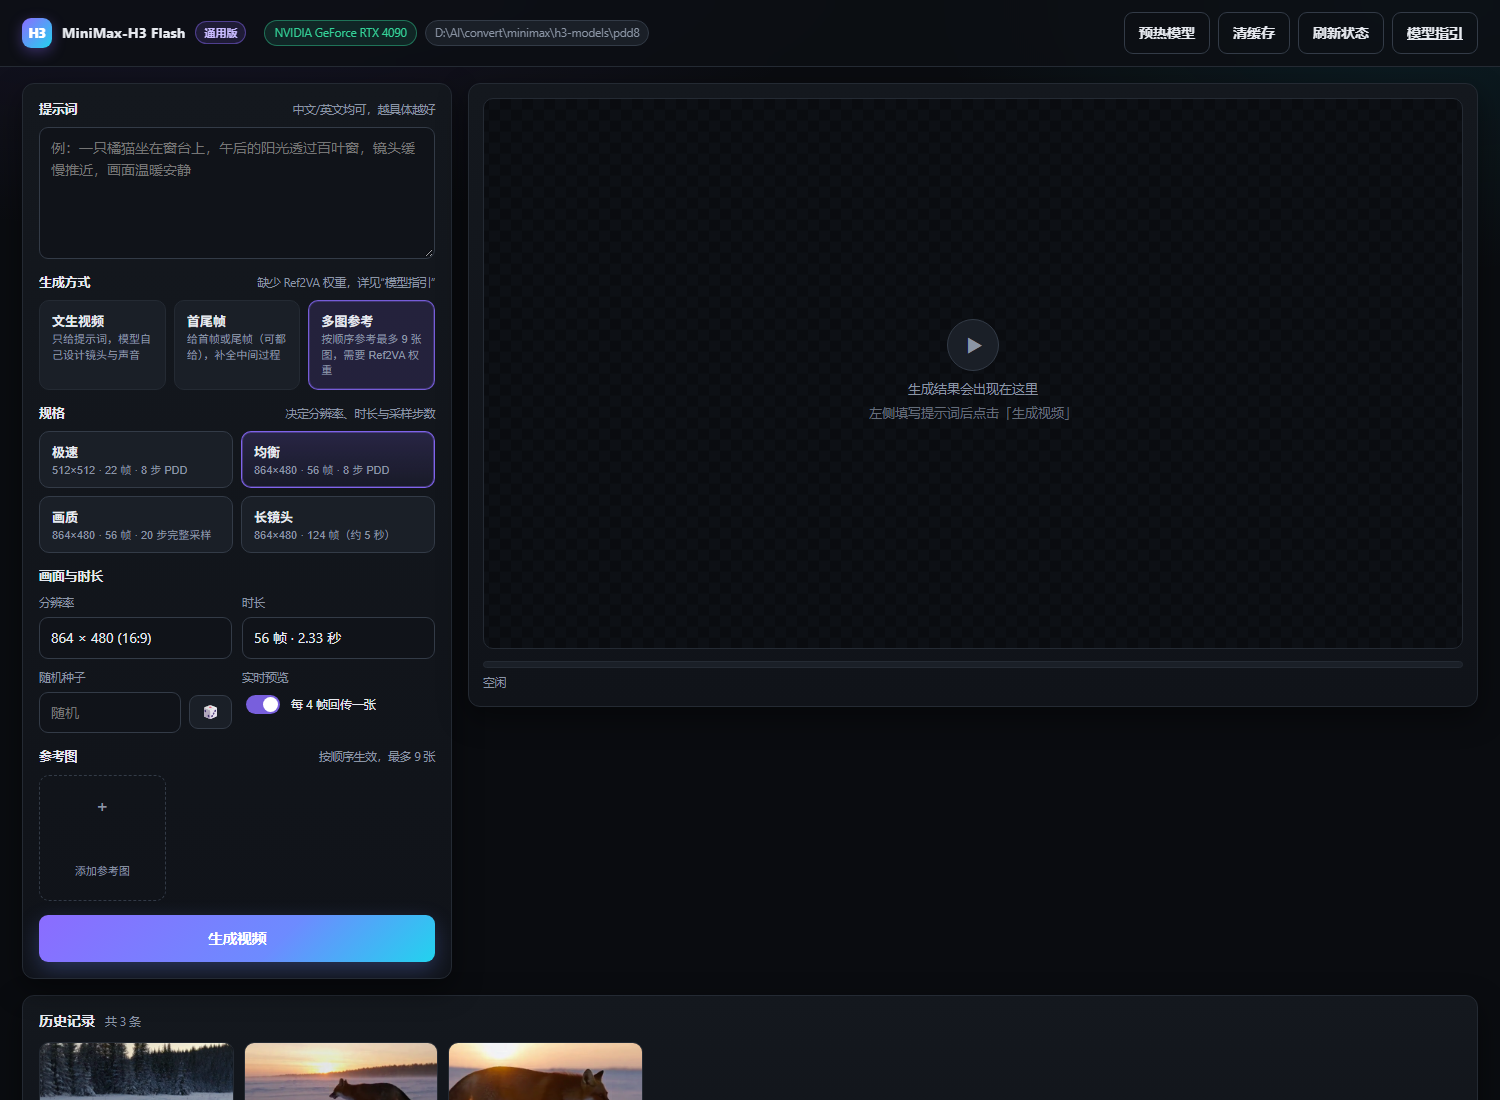 H3 MiniMax-H3 Flash 通用版 NVIDIA GeForce RTX 4090 D:\AI\convert\minimax\h3-models\pdd8 预热模型 清缓存 刷新状态 模型指引
提示词 中文/英文均可，越具体越好
例：一只橘猫坐在窗台上，午后的阳光透过百叶窗，镜头缓
慢推近，画面温暖安静
生成方式 缺少 Ref2VA 权重，详见"模型指引"
文生视频
只给提示词，模型自
己设计镜头与声音
首尾帧
给首帧或尾帧（可都
给），补全中间过程
多图参考
按顺序参考最多 9 张
图，需要 Ref2VA 权
重
规格 决定分辨率、时长与采样步数
极速
512×512 · 22 帧 · 8 步 PDD
均衡
864×480 · 56 帧 · 8 步 PDD
画质
864×480 · 56 帧 · 20 步完整采样
长镜头
864×480 · 124 帧（约 5 秒）
画面与时长
分辨率 时长
864 × 480 (16:9) 56 帧 · 2.33 秒
随机种子 实时预览
随机 每 4 帧回传一张
参考图 按顺序生效，最多 9 张
+
添加参考图
生成视频
生成结果会出现在这里
左侧填写提示词后点击「生成视频」
空闲
历史记录 共 3 条